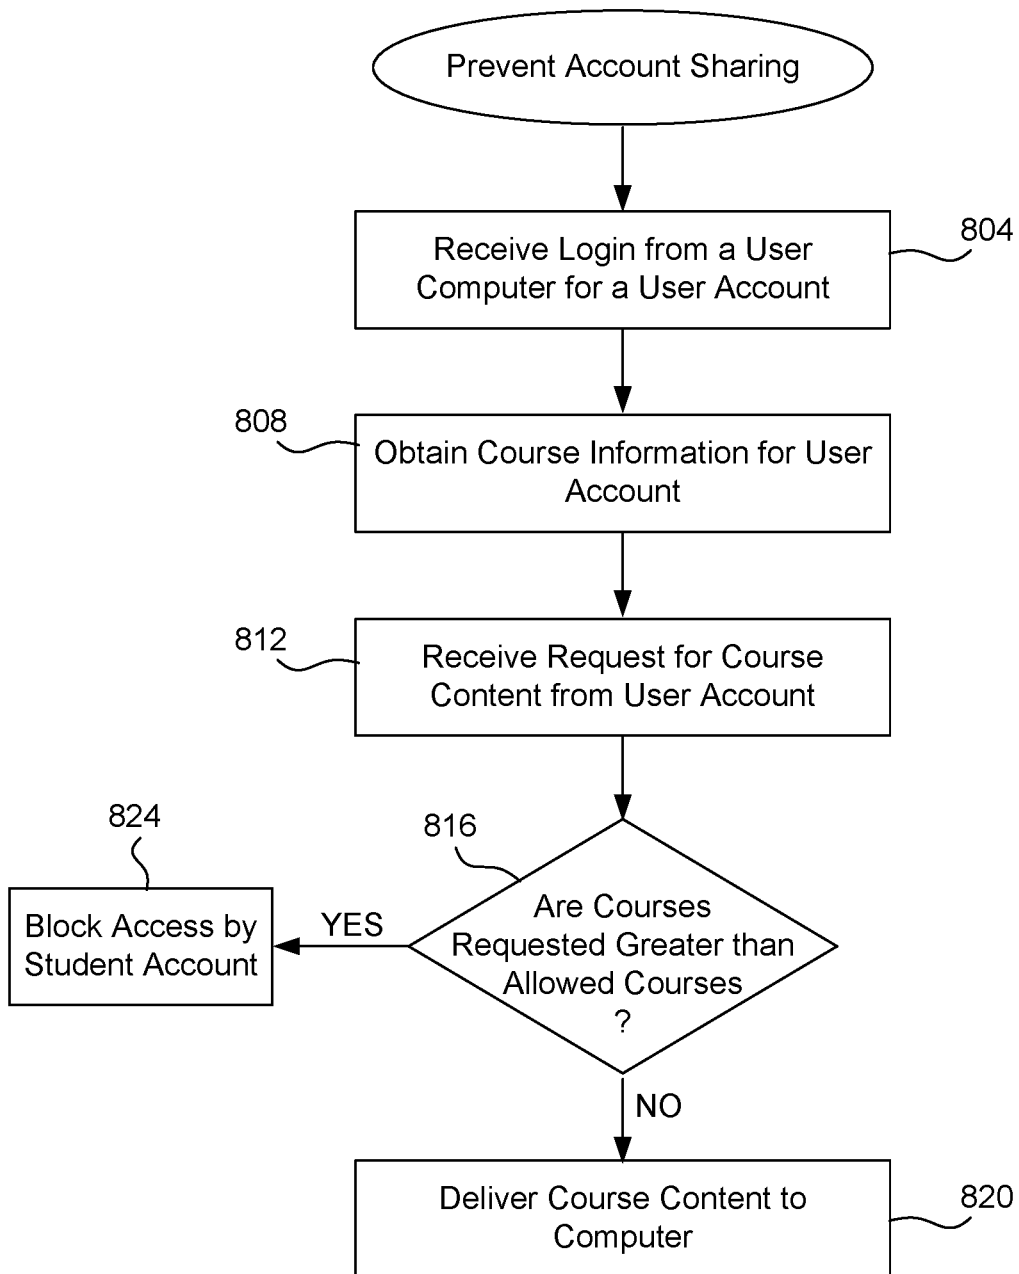 Prevent Account Sharing
804
Receive Login from a User
Computer for a User Account
808
Obtain Course Information for User
Account
812
Receive Request for Course
Content from User Account
824
816
Block Access by
Student Account
YES
Are Courses
Requested Greater than
Allowed Courses
?
NO
820
Deliver Course Content to
Computer